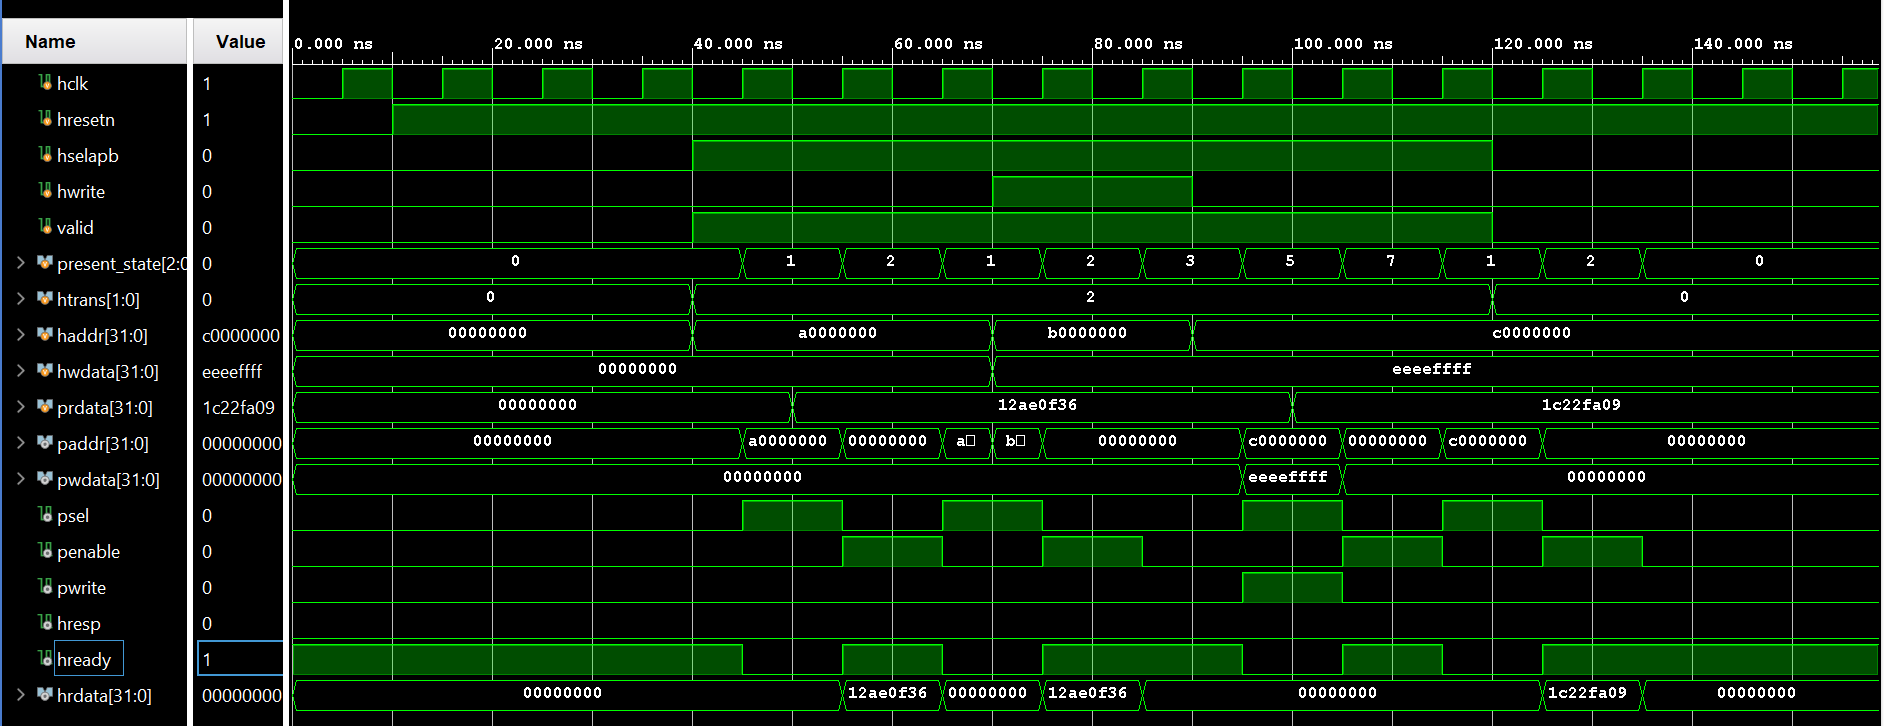 Name Value 0.000 ns 20.000 ns 40.000 ns 60.000 ns 80.000 ns 100.000 ns 120.000 ns 140.000 ns
hclk 1
hresetn 1
hselapb 0
hwrite 0
valid 0
present_state[2:0 0 0 1 2 1 2 3 5 7 1 2 0
htrans[1:0] 0 0 2 0
haddr[31:0] c0000000 00000000 a0000000 b0000000 c0000000
hwdata[31:0] eeeeffff 00000000 eeeeffff
prdata[31:0] 1c22fa09 00000000 12ae0f36 1c22fa09
paddr[31:0] 00000000 00000000 a0000000 00000000 a b 00000000 c0000000 00000000 c0000000 00000000
pwdata[31:0] 00000000 00000000 eeeeffff 00000000
psel 0
penable 0
pwrite 0
hresp 0
hready 1
hrdata[31:0] 00000000 00000000 12ae0f36 00000000 12ae0f36 00000000 1c22fa09 00000000